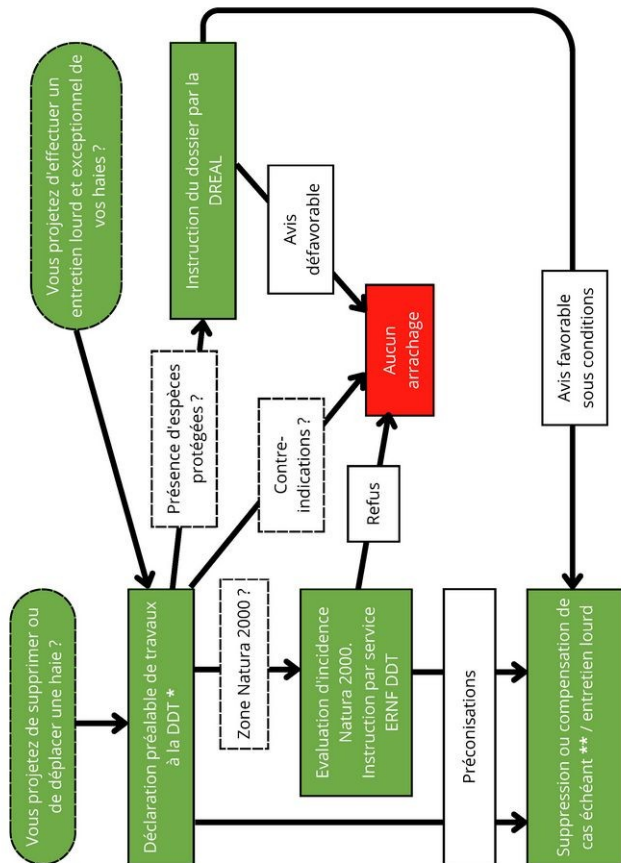 Vous projetez de supprimer ou
de déplacer une haie ?
Vous projetez d'effectuer un
entretien lourd et exceptionnel de
vos haies ?
Déclaration préalable de travaux
à la DDT *
Présence d'espèces
protégées ?
Instruction du dossier par la
DREAL
Zone Natura 2000 ?
Contre-
indications ?
Avis
défavorable
Evaluation d'incidence
Natura 2000.
Instruction par service
ERNF DDT
Refus
Aucun
arrachage
Préconisations
Avis favorable
sous conditions
Suppression ou compensation de
cas échéant ** / entretien lourd